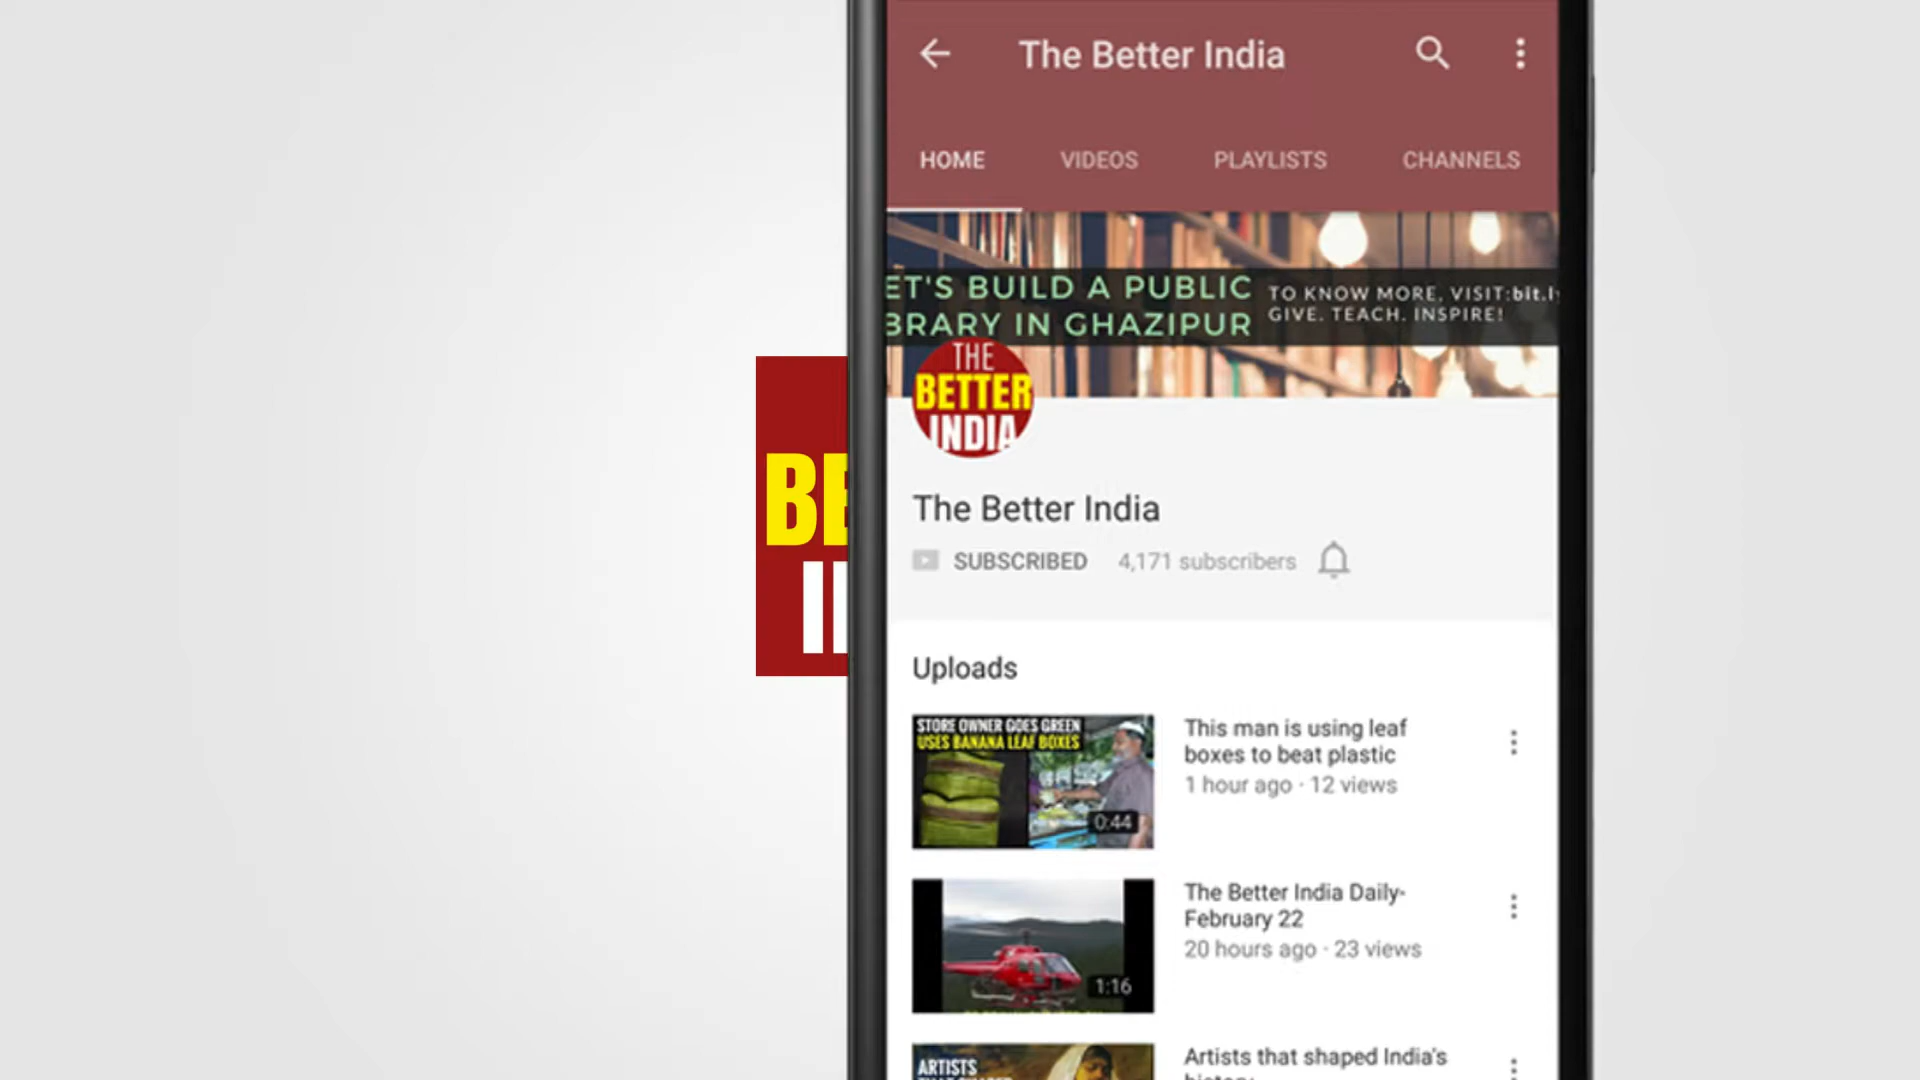 The Better India
HOME VIDEOS PLAYLISTS CHANNELS
ET'S BUILD A PUBLIC
BRARY IN GHAZIPUR
TO KNOW MORE, VISIT:bit.l
GIVE. TEACH. INSPIRE!
THE
BETTER
INDIA
BE
I
The Better India
SUBSCRIBED 4,171 subscribers
Uploads
STORE OWNER GOES GREEN
USES BANANA LEAF BOXES
0:44
This man is using leaf
boxes to beat plastic
1 hour ago · 12 views
1:16
The Better India Daily-
February 22
20 hours ago · 23 views
ARTISTS
Artists that shaped India's